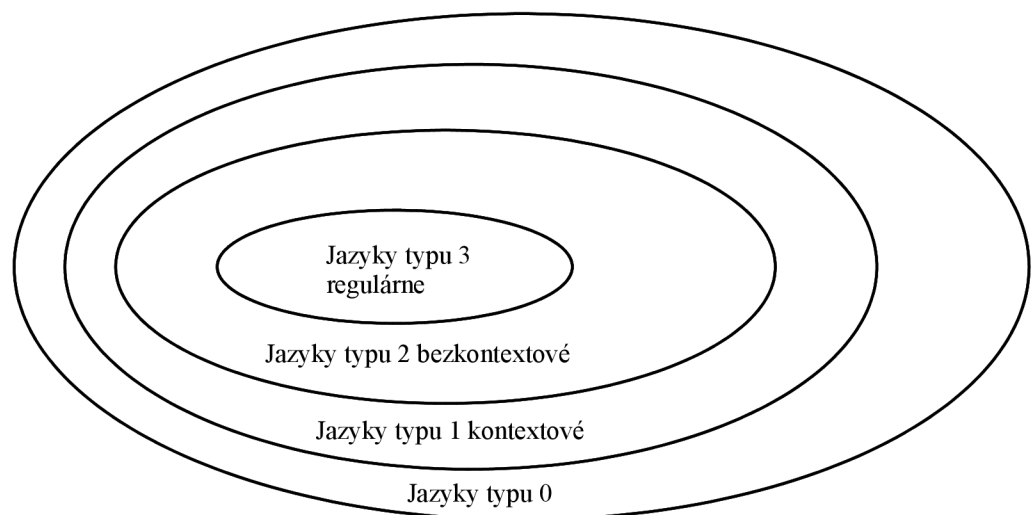 Jazyky typu 3
regulárne
Jazyky typu 2 bezkontextové
Jazyky typu 1 kontextové
Jazyky typu 0